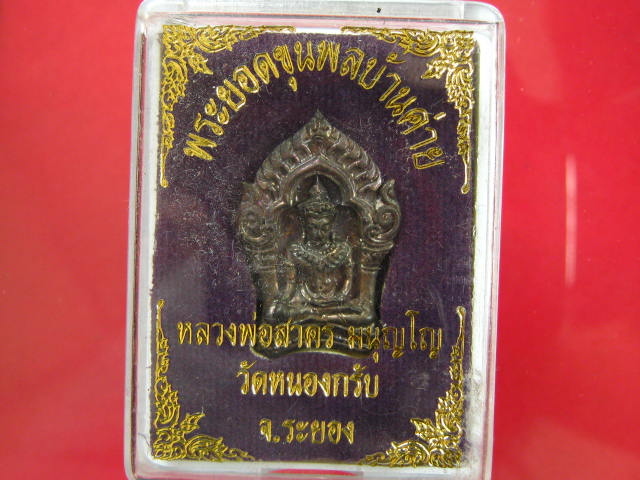 พระยอดขุนพลบ้านค่าย
หลวงพ่อสาคร มนุญโญ
วัดหนองกรับ
จ.ระยอง